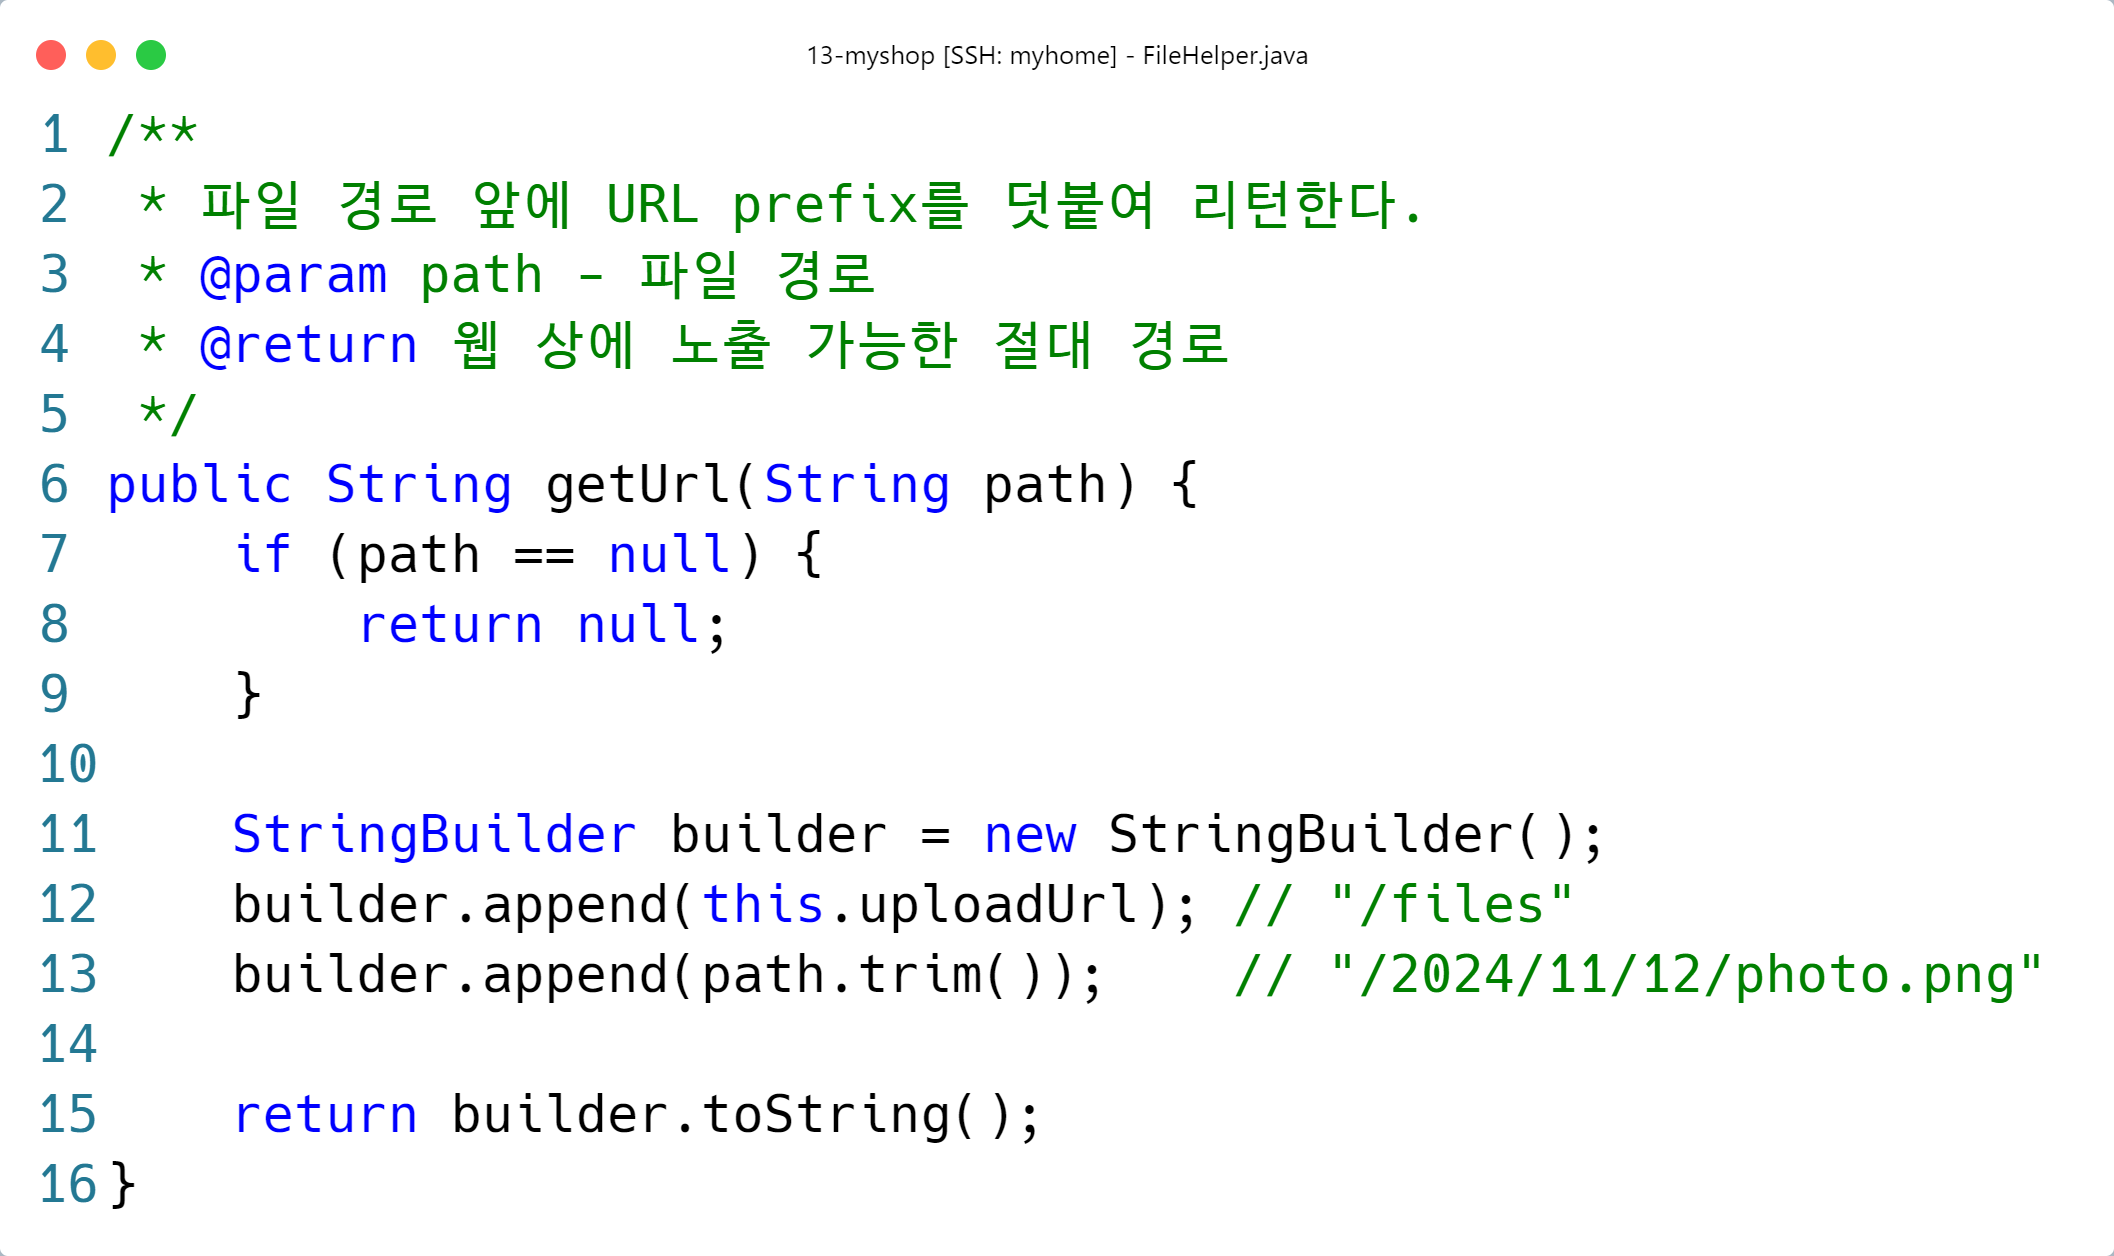 13-myshop [SSH: myhome] - FileHelper.java
1 /**
2  * 파일 경로 앞에 URL prefix를 덧붙여 리턴한다.
3  * @param path - 파일 경로
4  * @return 웹 상에 노출 가능한 절대 경로
5  */
6 public String getUrl(String path) {
7     if (path == null) {
8         return null;
9     }
10
11     StringBuilder builder = new StringBuilder();
12     builder.append(this.uploadUrl); // "/files"
13     builder.append(path.trim());    // "/2024/11/12/photo.png"
14
15     return builder.toString();
16 }